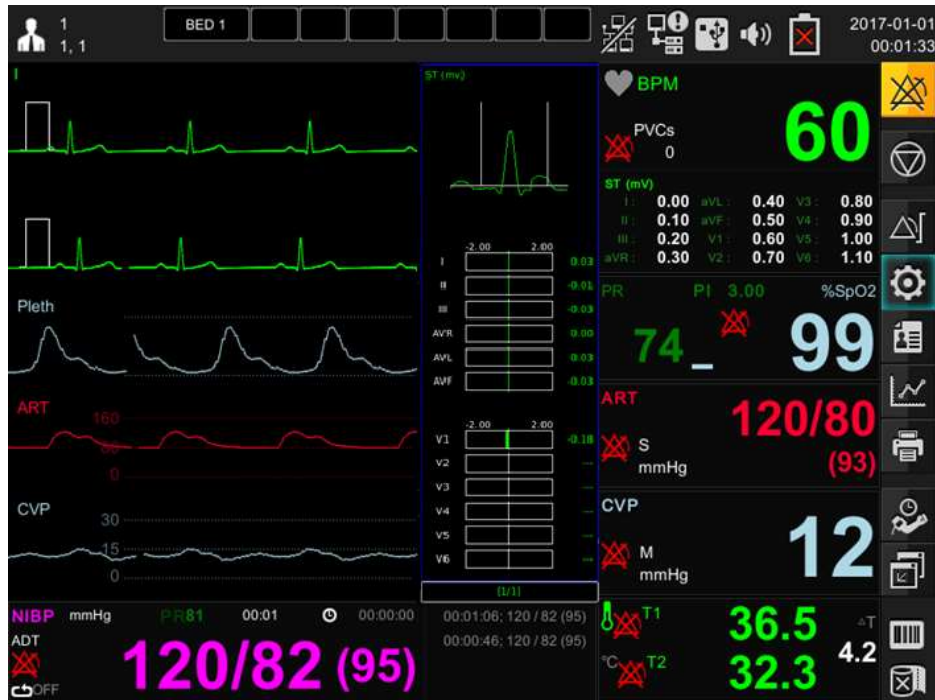 1
1, 1
BED 1
2017-01-01
00:01:33
I
ST (mv)
BPM
60
PVCs
0
ST (mV)
I : 0.00 aVL : 0.40 V3 : 0.80
II : 0.10 aVF : 0.50 V4 : 0.90
III : 0.20 V1 : 0.60 V5 : 1.00
aVR : 0.30 V2 : 0.70 V6 : 1.10
-2.00 2.00
I 0.03
II -0.01
III -0.03
AVR 0.00
AVL 0.03
AVF -0.03
-2.00 2.00
V1 -0.18
V2 ---
V3 ---
V4 ---
V5 ---
V6 ---
[1/1]
Pleth
PR PI 3.00 %SpO2
74 99
ART
160
80
0
ART
120/80
S
mmHg
(93)
CVP
30
15
0
CVP
12
M
mmHg
NIBP mmHg PR81 00:01 00:00:00
ADT
OFF
120/82 (95)
00:01:06; 120 / 82 (95)
00:00:46; 120 / 82 (95)
T1 36.5 ΔT
4.2
°C T2 32.3